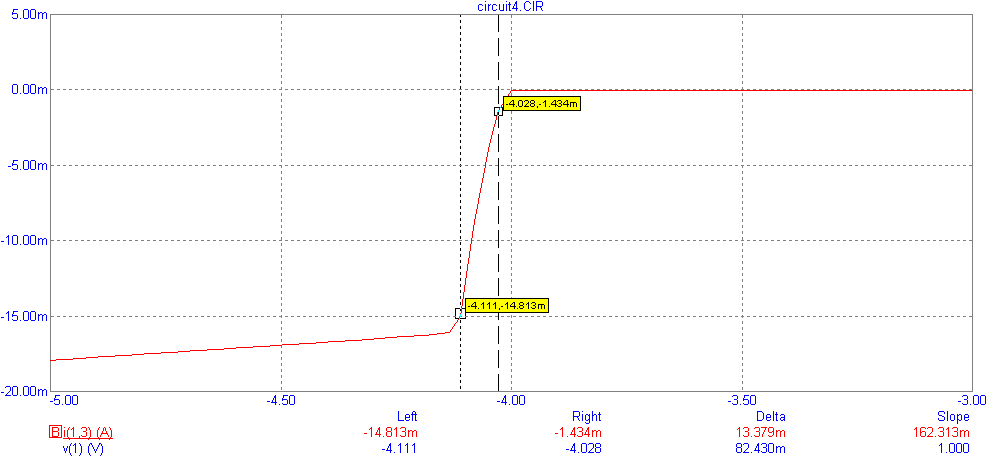 circuit4.CIR
5.00m
0.00m
-4.028,-1.434m
-5.00m
-10.00m
-4.111,-14.813m
-15.00m
-20.00m
-5.00 -4.50 -4.00 -3.50 -3.00
Left Right Delta Slope
B i(1,3) (A) -14.813m -1.434m 13.379m 162.313m
v(1) (V) -4.111 -4.028 82.430m 1.000